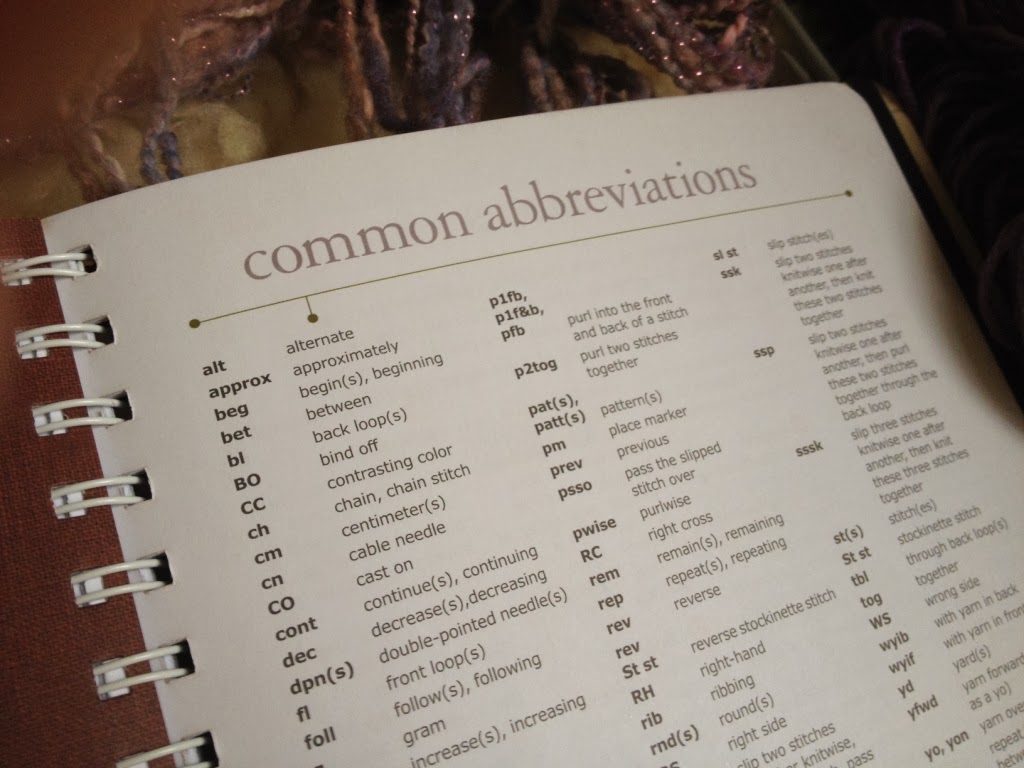 common abbreviations
alt alternate
approx approximately
beg begin(s), beginning
bet between
bl back loop(s)
BO bind off
CC contrasting color
ch chain, chain stitch
cm centimeter(s)
cn cable needle
CO cast on
cont continue(s), continuing
dec decrease(s),decreasing
dpn(s) double-pointed needle(s)
fl front loop(s)
foll follow(s), following
gram
increase(s), increasing
p1fb,
p1f&b,
pfb purl into the front
and back of a stitch
p2tog purl two stitches
together
pat(s),
patt(s) pattern(s)
pm place marker
prev previous
psso pass the slipped
stitch over
pwise purlwise
RC right cross
rem remain(s), remaining
rep repeat(s), repeating
rev reverse
rev
St st reverse stockinette stitch
RH right-hand
rib ribbing
rnd(s) round(s)
right side
slip two stitches
knitwise,
pass
sl st slip stitch(es)
ssk slip two stitches
knitwise one after
another, then knit
these two stitches
together
ssp slip two stitches
knitwise one after
another, then purl
these two stitches
together through the
back loop
sssk slip three stitches
knitwise one after
another, then knit
these three stitches
together
st(s) stitch(es)
St st stockinette stitch
tbl through back loop(s)
tog together
WS wrong side
wyib with yarn in back
wyif with yarn in front
yd yard(s)
yfwd yarn forward
as a yo)
yo, yon yarn over
repeat